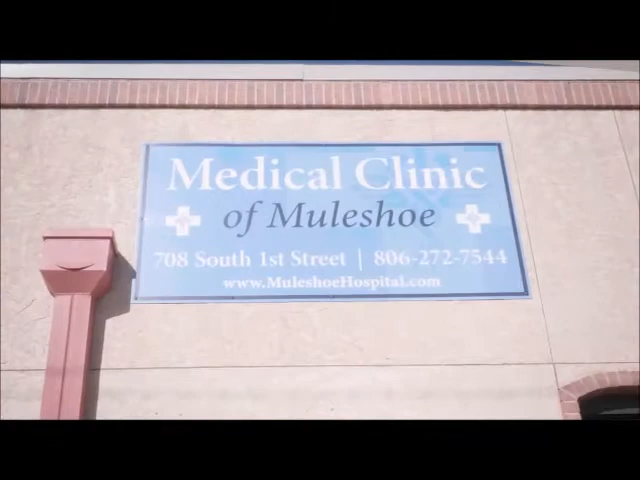 Medical Clinic
of Muleshoe
708 South 1st Street | 806-272-7544
www.MuleshoeHospital.com